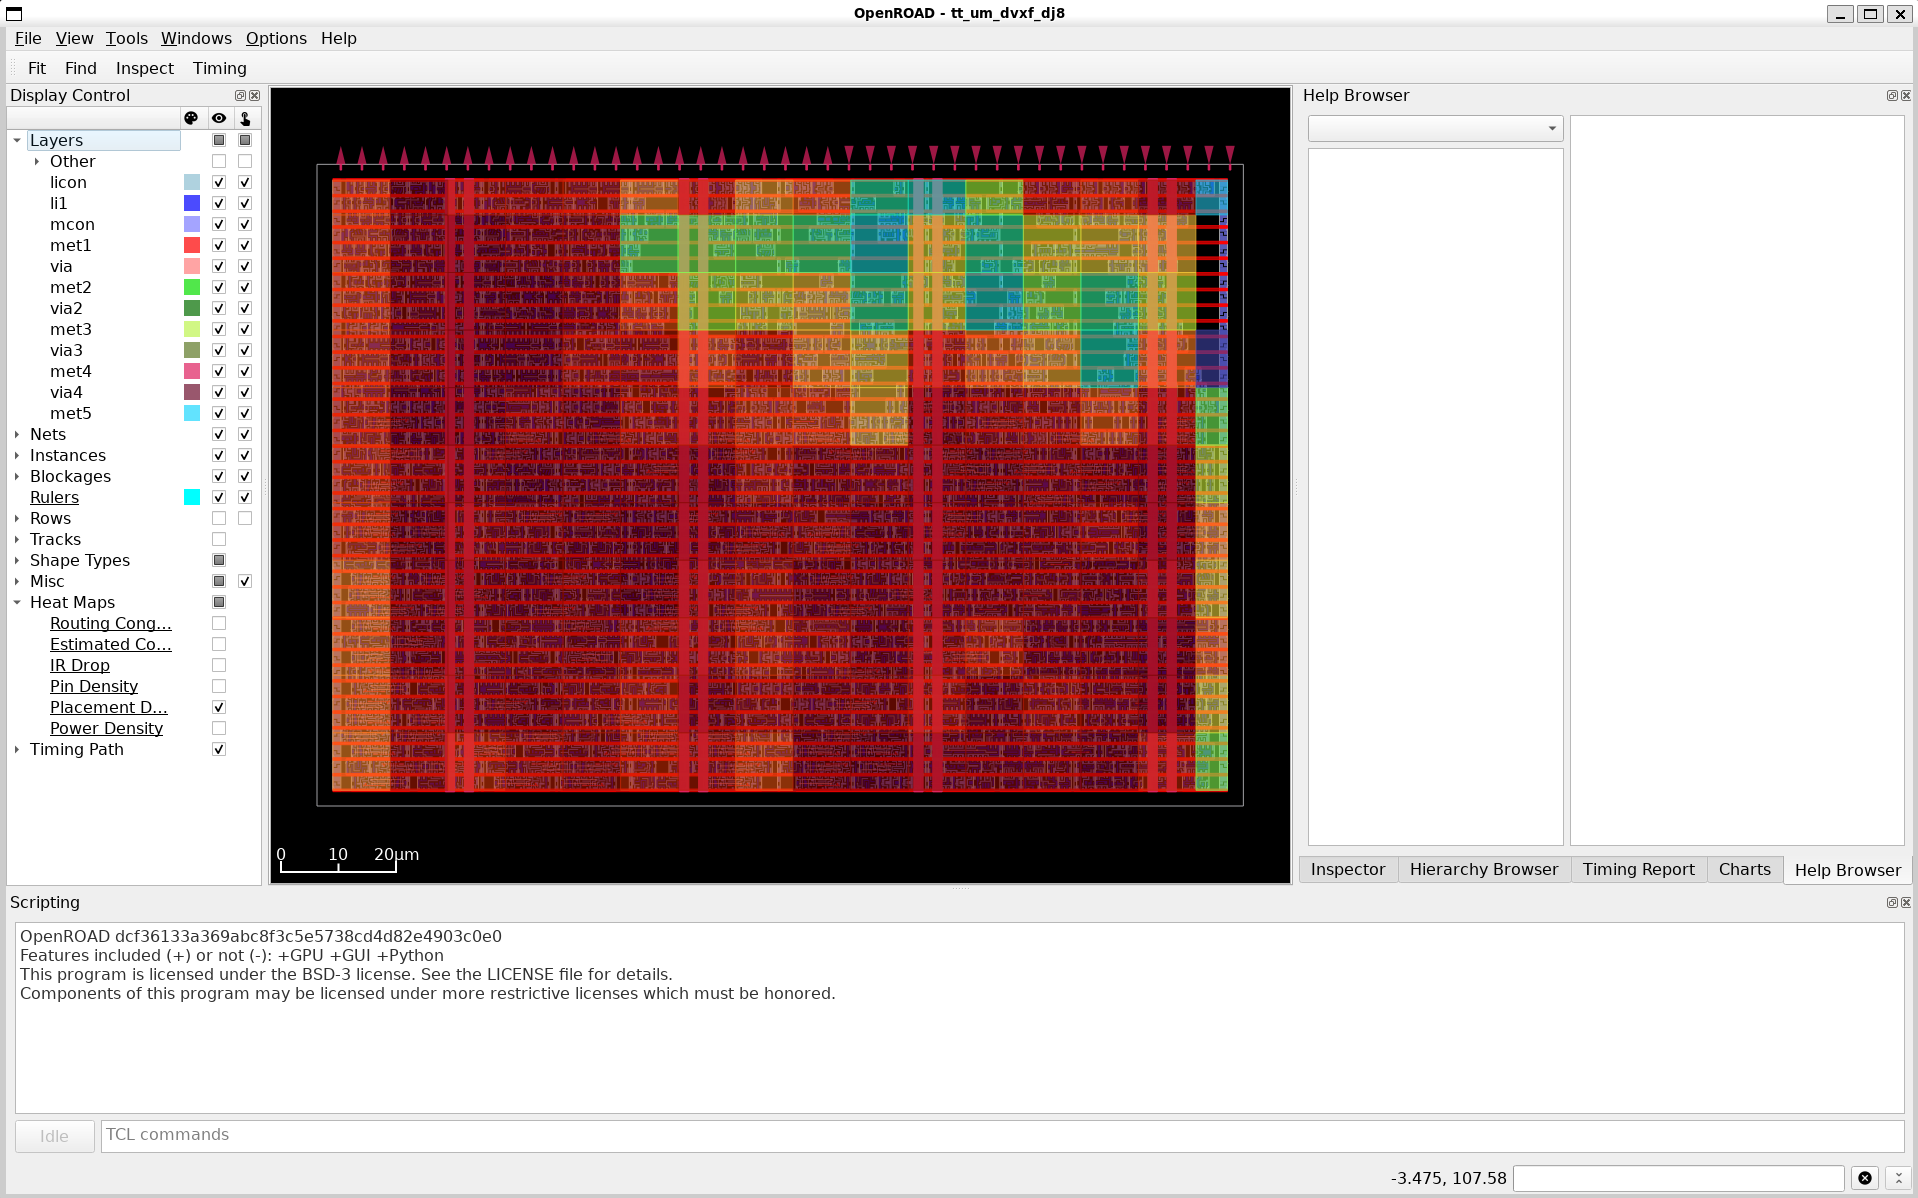 OpenROAD - tt_um_dvxf_dj8
File View Tools Windows Options Help
Fit Find Inspect Timing
Display Control
Layers
Other
licon
li1
mcon
met1
via
met2
via2
met3
via3
met4
via4
met5
Nets
Instances
Blockages
Rulers
Rows
Tracks
Shape Types
Misc
Heat Maps
Routing Cong...
Estimated Co...
IR Drop
Pin Density
Placement D...
Power Density
Timing Path
0 10 20μm
Help Browser
Inspector Hierarchy Browser Timing Report Charts Help Browser
Scripting
OpenROAD dcf36133a369abc8f3c5e5738cd4d82e4903c0e0
Features included (+) or not (-): +GPU +GUI +Python
This program is licensed under the BSD-3 license. See the LICENSE file for details.
Components of this program may be licensed under more restrictive licenses which must be honored.
Idle TCL commands
-3.475, 107.58